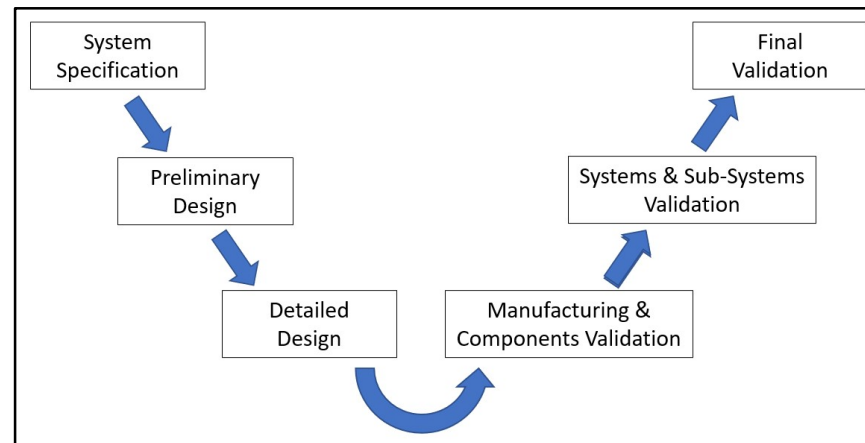 System
Specification
Final
Validation
Preliminary
Design
Systems & Sub-Systems
Validation
Detailed
Design
Manufacturing &
Components Validation